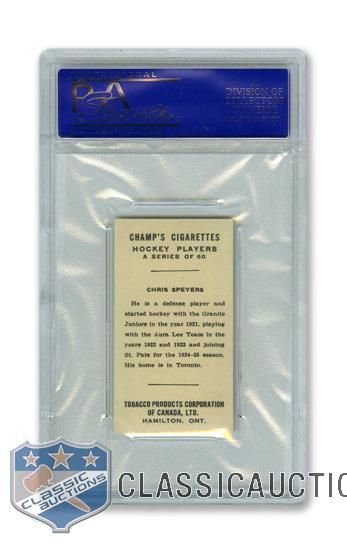 PSA
A
DIVISION OF
COLLECTORS
CHAMP'S CIGARETTES
HOCKEY PLAYERS
A SERIES OF 60
CHRIS SPEYERS
He is a defense player and
started hockey with the Granite
Juniors in the year 1921, playing
with the Aura Lee Team in the
years 1922 and 1923 and joining
St. Pats for the 1924-25 season.
His home is in Toronto.
TOBACCO PRODUCTS CORPORATION
OF CANADA, LTD.
HAMILTON, ONT.
CLASSIC
AUCTIONS
CLASSICAUCTIO